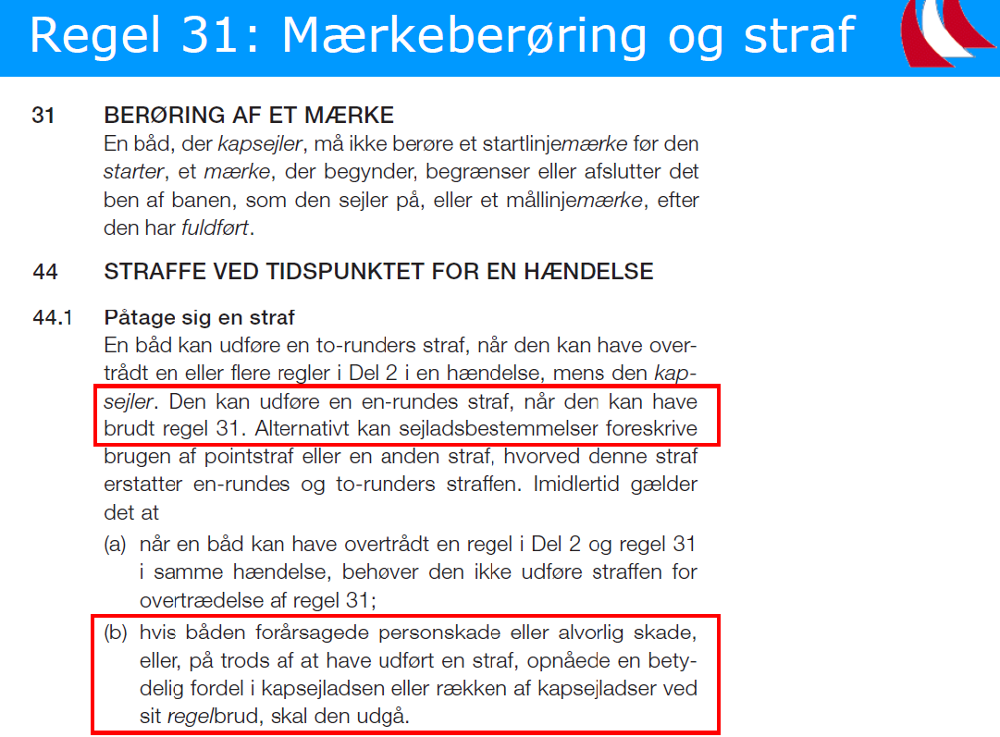 Regel 31: Mærkeberøring og straf
31 BERØRING AF ET MÆRKE
En båd, der kapsejler, må ikke berøre et startlinjemærke før den
starter, et mærke, der begynder, begrænser eller afslutter det
ben af banen, som den sejler på, eller et mållinjemærke, efter
den har fuldført.
44 STRAFFE VED TIDSPUNKTET FOR EN HÆNDELSE
44.1 Påtage sig en straf
En båd kan udføre en to-runders straf, når den kan have over-
trådt en eller flere regler i Del 2 i en hændelse, mens den kap-
sejler. Den kan udføre en en-rundes straf, når den kan have
brudt regel 31. Alternativt kan sejladsbestemmelser foreskrive
brugen af pointstraf eller en anden straf, hvorved denne straf
erstatter en-rundes og to-runders straffen. Imidlertid gælder
det at
(a) når en båd kan have overtrådt en regel i Del 2 og regel 31
i samme hændelse, behøver den ikke udføre straffen for
overtrædelse af regel 31;
(b) hvis båden forårsagede personskade eller alvorlig skade,
eller, på trods af at have udført en straf, opnåede en bety-
delig fordel i kapsejladsen eller rækken af kapsejladser ved
sit regelbrud, skal den udgå.